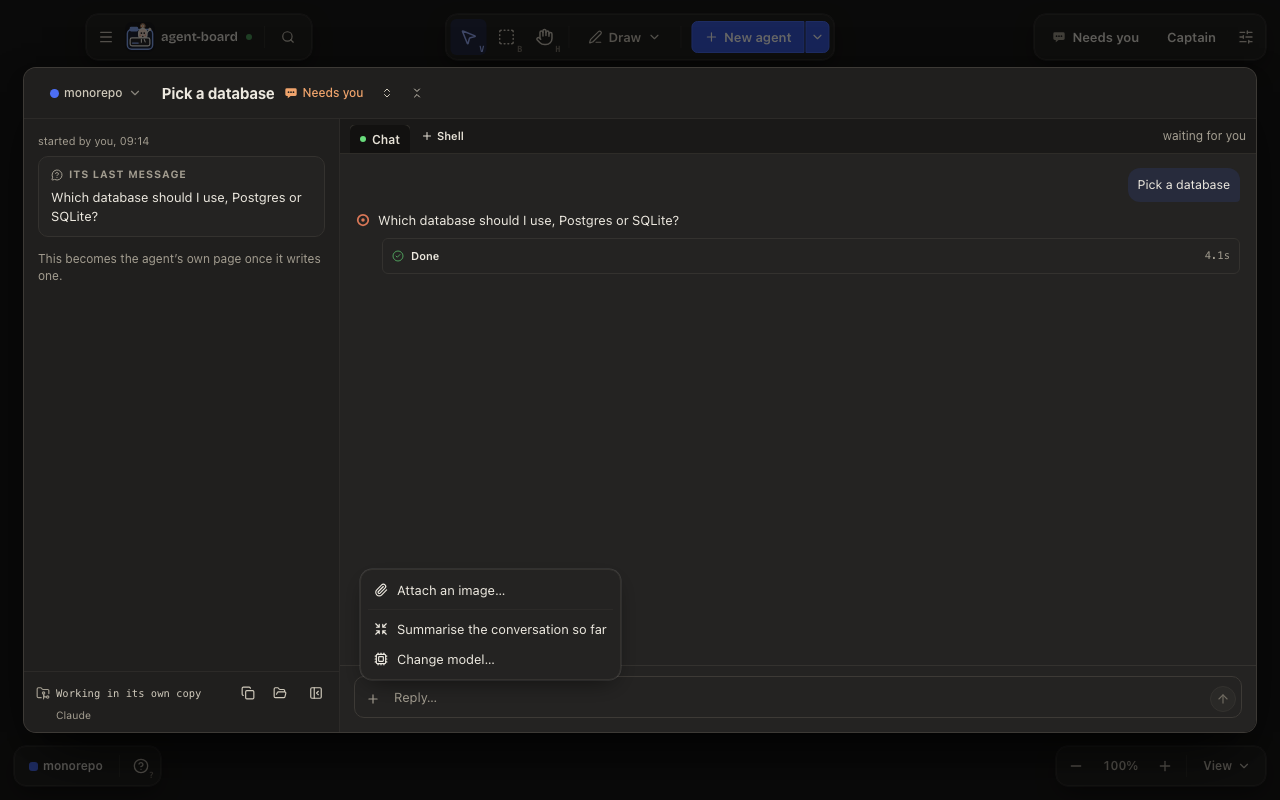 agent-board
V
B
H
Draw
New agent
Needs you
Captain
monorepo
Pick a database
Needs you
started by you, 09:14
ITS LAST MESSAGE
Which database should I use, Postgres or
SQLite?
This becomes the agent's own page once it writes
one.
Chat
Shell
waiting for you
Pick a database
Which database should I use, Postgres or SQLite?
Done
4.1s
Attach an image…
Summarise the conversation so far
Change model…
Reply…
Working in its own copy
Claude
monorepo
?
100%
View